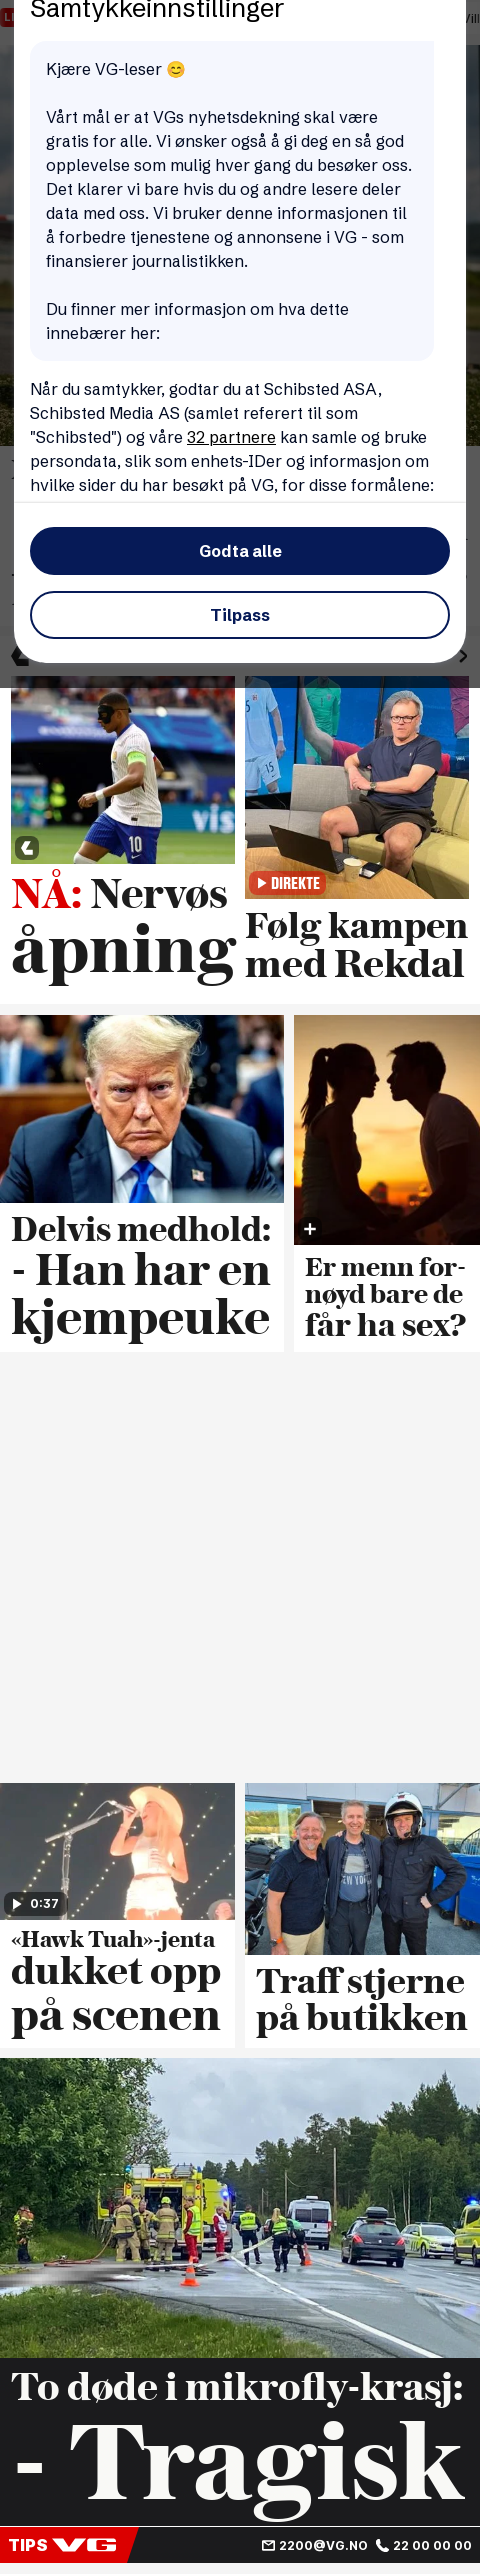 Samtykkeinnstillinger
Kjære VG-leser 😊
Vårt mål er at VGs nyhetsdekning skal være
gratis for alle. Vi ønsker også å gi deg en så god
opplevelse som mulig hver gang du besøker oss.
Det klarer vi bare hvis du og andre lesere deler
data med oss. Vi bruker denne informasjonen til
å forbedre tjenestene og annonsene i VG - som
finansierer journalistikken.
Du finner mer informasjon om hva dette
innebærer her:
Når du samtykker, godtar du at Schibsted ASA,
Schibsted Media AS (samlet referert til som
"Schibsted") og våre 32 partnere kan samle og bruke
persondata, slik som enhets-IDer og informasjon om
hvilke sider du har besøkt på VG, for disse formålene:
Godta alle
Tilpass
NÅ: Nervøs
åpning
DIREKTE
Følg kampen
med Rekdal
Delvis medhold:
- Han har en
kjempeuke
Er menn for-
nøyd bare de
får ha sex?
0:37
«Hawk Tuah»-jenta
dukket opp
på scenen
Traff stjerne
på butikken
To døde i mikrofly-krasj:
- Tragisk
TIPS VG 2200@VG.NO 22 00 00 00